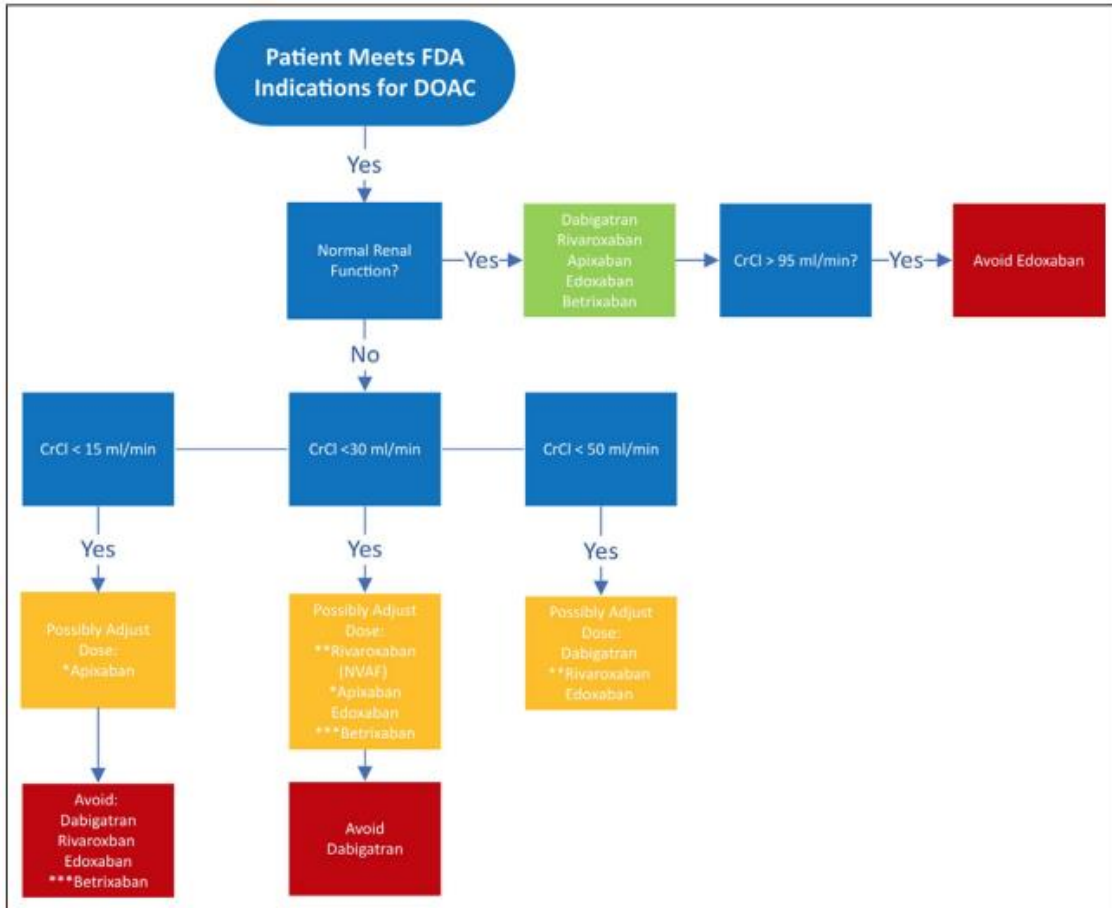 Patient Meets FDA
Indications for DOAC
Yes
Normal Renal
Function?
Yes
Dabigatran
Rivaroxaban
Apixaban
Edoxaban
Betrixaban
CrCl > 95 ml/min?
Yes
Avoid Edoxaban
No
CrCl < 15 ml/min
CrCl <30 ml/min
CrCl < 50 ml/min
Yes
Yes
Yes
Possibly Adjust
Dose:
*Apixaban
Possibly Adjust
Dose:
**Rivaroxaban
(NVAF)
*Apixaban
Edoxaban
***Betrixaban
Possibly Adjust
Dose:
Dabigatran
**Rivaroxaban
Edoxaban
Avoid:
Dabigatran
Rivaroxban
Edoxaban
***Betrixaban
Avoid
Dabigatran